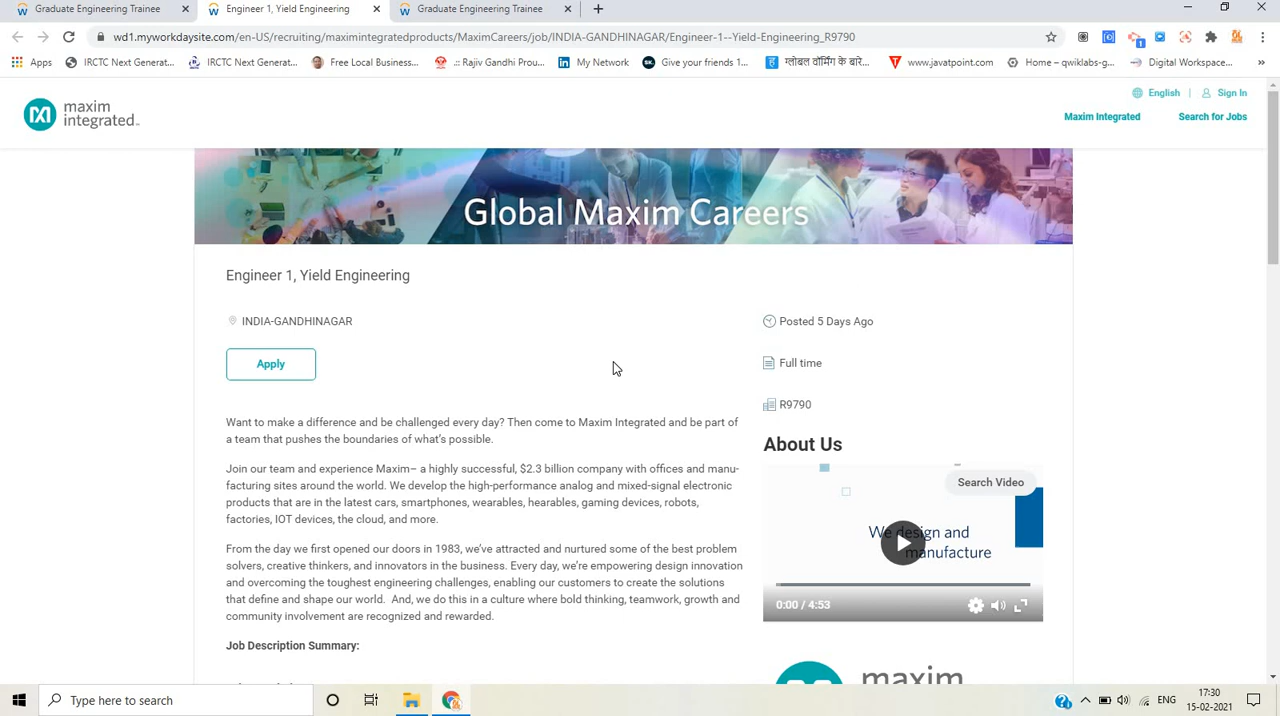 Graduate Engineering Trainee
Engineer 1, Yield Engineering
Graduate Engineering Trainee
wd1.myworkdaysite.com/en-US/recruiting/maximintegratedproducts/MaximCareers/job/INDIA-GANDHINAGAR/Engineer-1--Yield-Engineering_R9790
Apps
IRCTC Next Generat...
IRCTC Next Generat...
Free Local Business...
.:: Rajiv Gandhi Prou...
My Network
Give your friends 1...
ग्लोबल वॉर्मिंग के बारे...
www.javatpoint.com
Home – qwiklabs-g...
Digital Workspace...
English | Sign In
maxim
integrated™
Maxim Integrated
Search for Jobs
Global Maxim Careers
Engineer 1, Yield Engineering
INDIA-GANDHINAGAR
Posted 5 Days Ago
Apply
Full time
R9790
Want to make a difference and be challenged every day? Then come to Maxim Integrated and be part of
a team that pushes the boundaries of what's possible.
Join our team and experience Maxim– a highly successful, $2.3 billion company with offices and manu-
facturing sites around the world. We develop the high-performance analog and mixed-signal electronic
products that are in the latest cars, smartphones, wearables, hearables, gaming devices, robots,
factories, IOT devices, the cloud, and more.
From the day we first opened our doors in 1983, we've attracted and nurtured some of the best problem
solvers, creative thinkers, and innovators in the business. Every day, we're empowering design innovation
and overcoming the toughest engineering challenges, enabling our customers to create the solutions
that define and shape our world. And, we do this in a culture where bold thinking, teamwork, growth and
community involvement are recognized and rewarded.
Job Description Summary:
About Us
Search Video
We design and
manufacture
0:00 / 4:53
maxim
Type here to search
ENG
17:30
15-02-2021